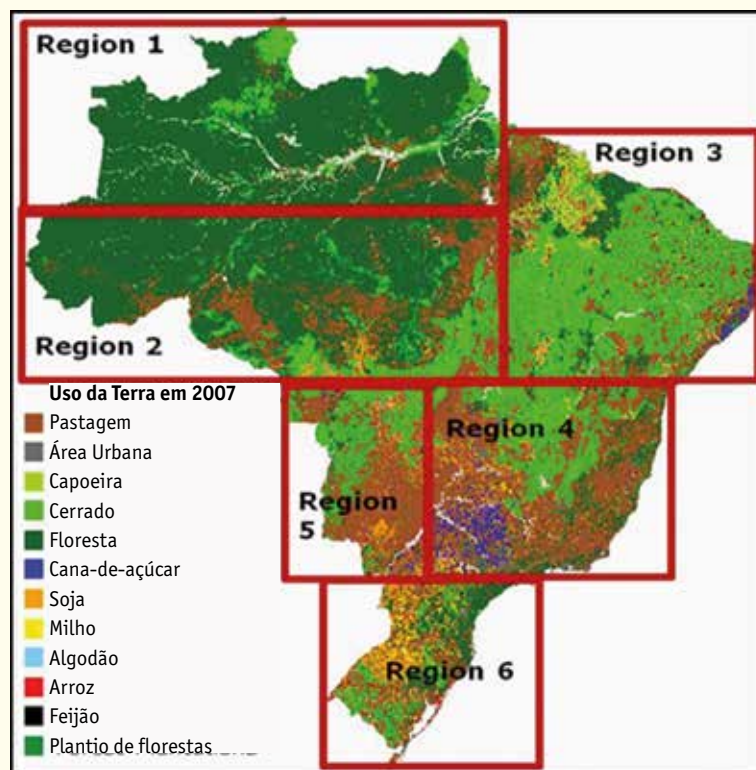 Region 1
Region 3
Region 2
Uso da Terra em 2007
Pastagem
Área Urbana
Capoeira
Cerrado
Floresta
Cana-de-açúcar
Soja
Milho
Algodão
Arroz
Feijão
Plantio de florestas
Region 4
Region
5
Region 6